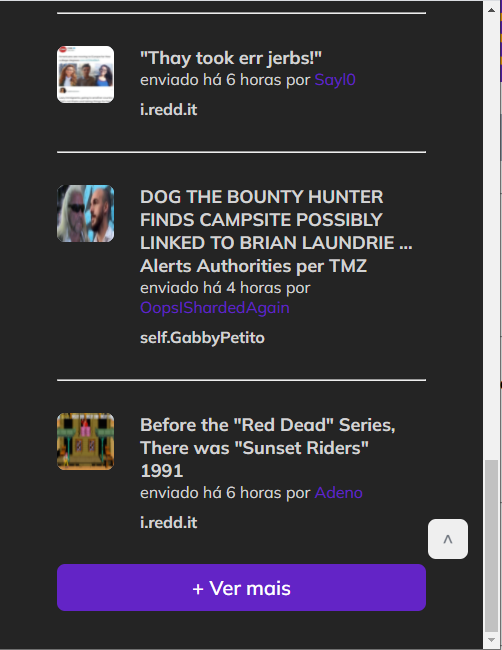 "Thay took err jerbs!"
enviado há 6 horas por Sayl0
i.redd.it
DOG THE BOUNTY HUNTER
FINDS CAMPSITE POSSIBLY
LINKED TO BRIAN LAUNDRIE ...
Alerts Authorities per TMZ
enviado há 4 horas por
OopsIShardedAgain
self.GabbyPetito
Before the "Red Dead" Series,
There was "Sunset Riders"
1991
enviado há 6 horas por Adeno
i.redd.it
^
+ Ver mais